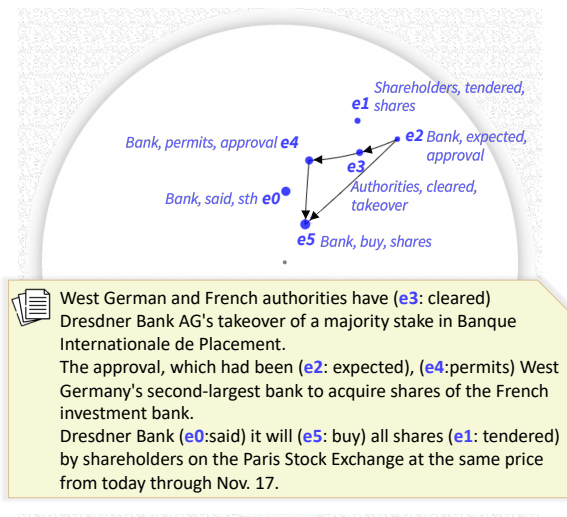 Shareholders, tendered,
e1 shares
Bank, permits, approval e4
e2 Bank, expected,
approval
e3
Authorities, cleared,
takeover
Bank, said, sth e0
e5 Bank, buy, shares
West German and French authorities have (e3: cleared)
Dresdner Bank AG's takeover of a majority stake in Banque
Internationale de Placement.
The approval, which had been (e2: expected), (e4:permits) West
Germany's second-largest bank to acquire shares of the French
investment bank.
Dresdner Bank (e0:said) it will (e5: buy) all shares (e1: tendered)
by shareholders on the Paris Stock Exchange at the same price
from today through Nov. 17.